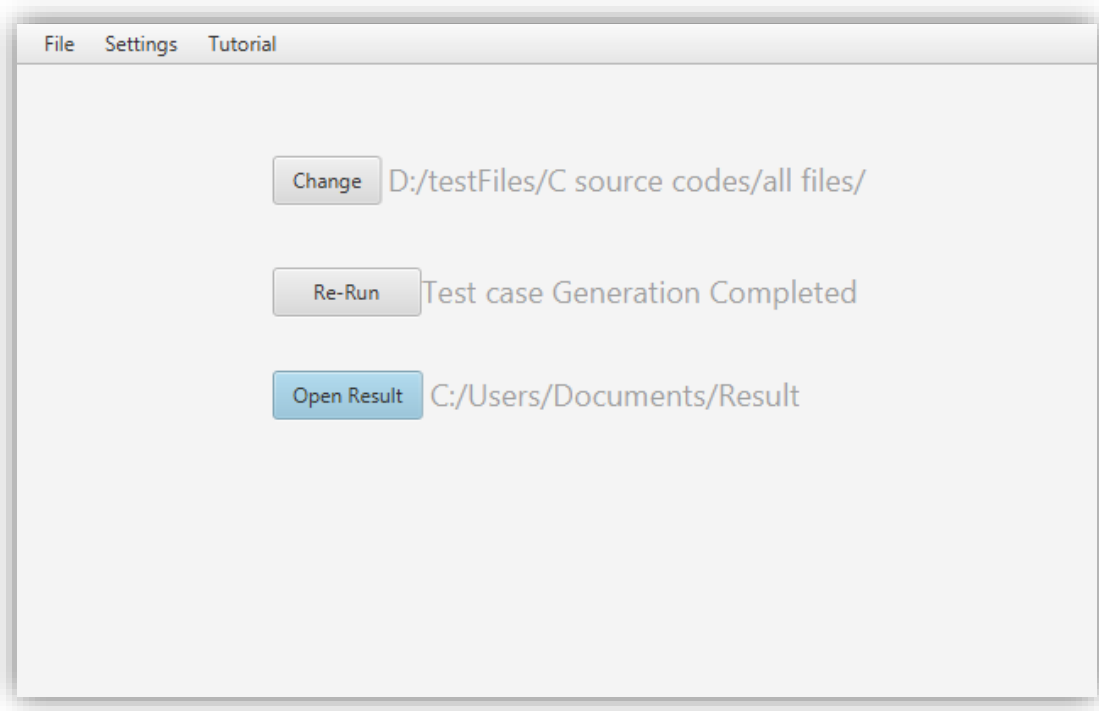 File Settings Tutorial
Change D:/testFiles/C source codes/all files/
Re-Run Test case Generation Completed
Open Result C:/Users/Documents/Result